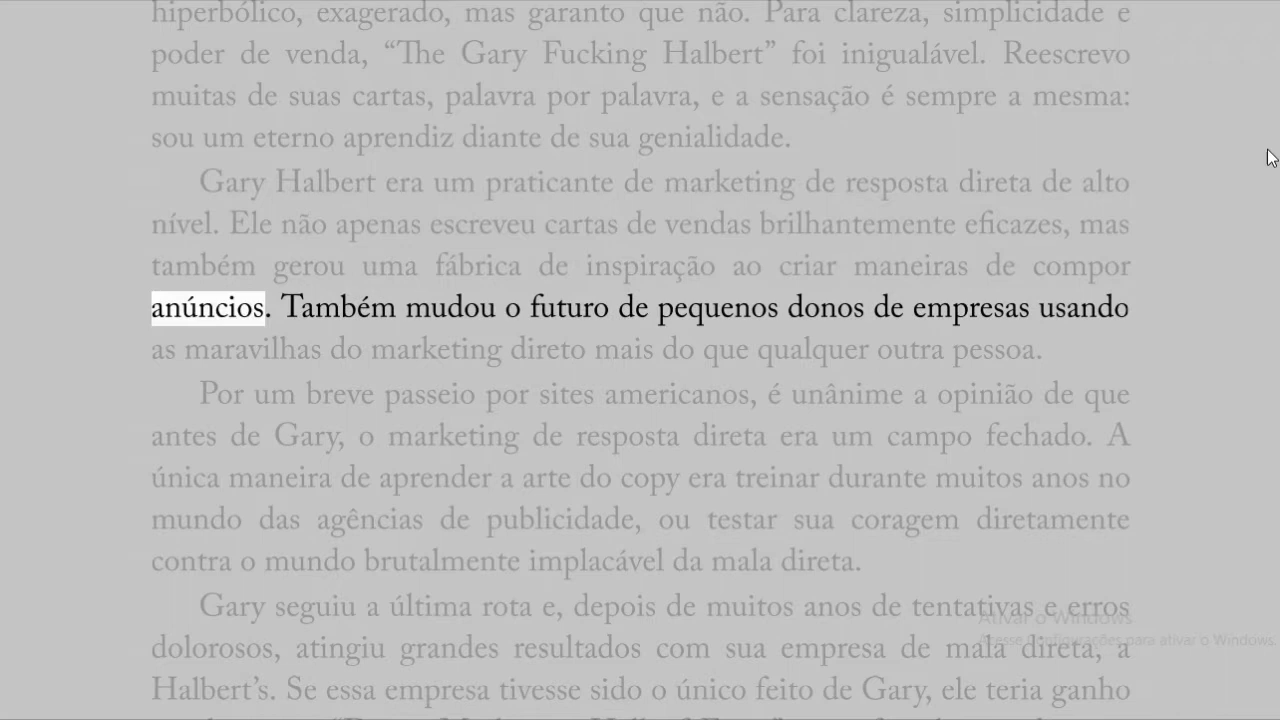 hiperbólico, exagerado, mas garanto que não. Para clareza, simplicidade e
poder de venda, “The Gary Fucking Halbert” foi inigualável. Reescrevo
muitas de suas cartas, palavra por palavra, e a sensação é sempre a mesma:
sou um eterno aprendiz diante de sua genialidade.
Gary Halbert era um praticante de marketing de resposta direta de alto
nível. Ele não apenas escreveu cartas de vendas brilhantemente eficazes, mas
também gerou uma fábrica de inspiração ao criar maneiras de compor
anúncios. Também mudou o futuro de pequenos donos de empresas usando
as maravilhas do marketing direto mais do que qualquer outra pessoa.
Por um breve passeio por sites americanos, é unânime a opinião de que
antes de Gary, o marketing de resposta direta era um campo fechado. A
única maneira de aprender a arte do copy era treinar durante muitos anos no
mundo das agências de publicidade, ou testar sua coragem diretamente
contra o mundo brutalmente implacável da mala direta.
Gary seguiu a última rota e, depois de muitos anos de tentativas e erros
dolorosos, atingiu grandes resultados com sua empresa de mala direta, a
Halbert’s. Se essa empresa tivesse sido o único feito de Gary, ele teria ganho
Ativar o Windows
Acesse Configurações para ativar o Windows.